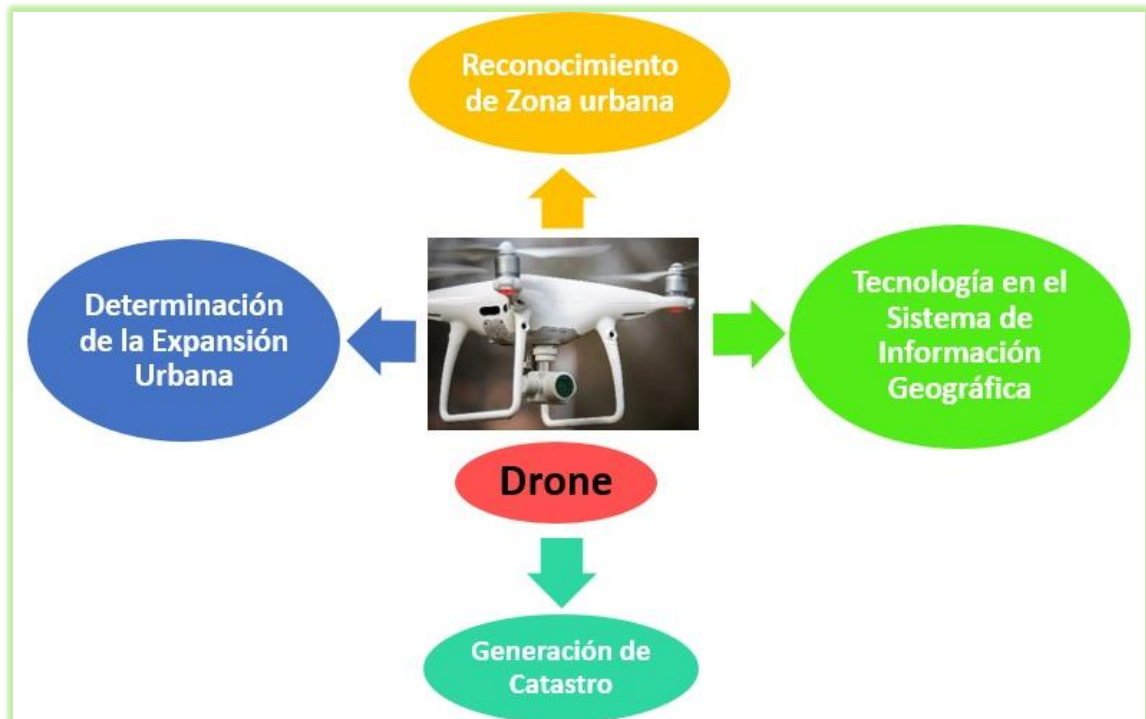 Reconocimiento
de Zona urbana
Determinación
de la Expansión
Urbana
Tecnología en el
Sistema de
Información
Geográfica
Drone
Generación de
Catastro